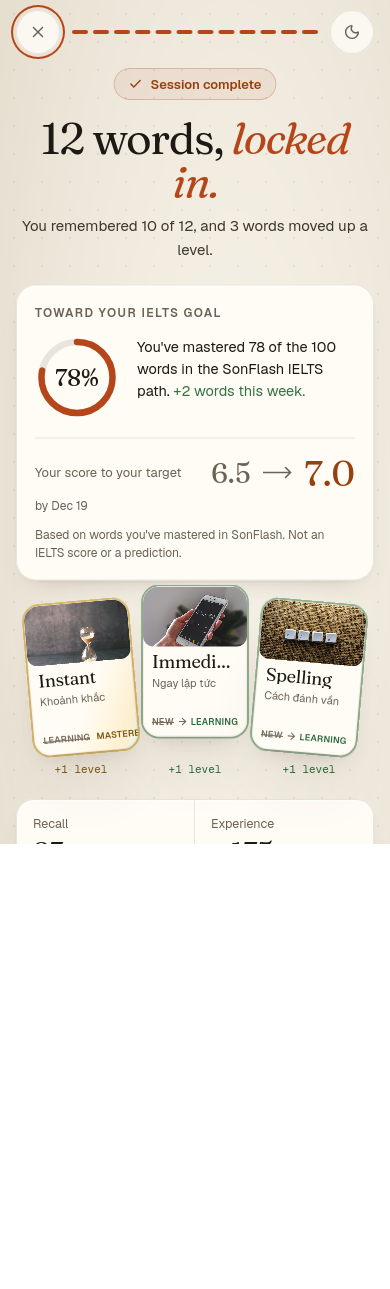 Session complete
12 words, locked
in.
You remembered 10 of 12, and 3 words moved up a
level.
TOWARD YOUR IELTS GOAL
78%
You've mastered 78 of the 100
words in the SonFlash IELTS
path. +2 words this week.
Your score to your target
6.5 → 7.0
by Dec 19
Based on words you've mastered in SonFlash. Not an
IELTS score or a prediction.
Instant
Khoảnh khắc
LEARNING MASTERE
+1 level
Immedi...
Ngay lập tức
NEW → LEARNING
+1 level
Spelling
Cách đánh vần
NEW → LEARNING
+1 level
Recall
Experience